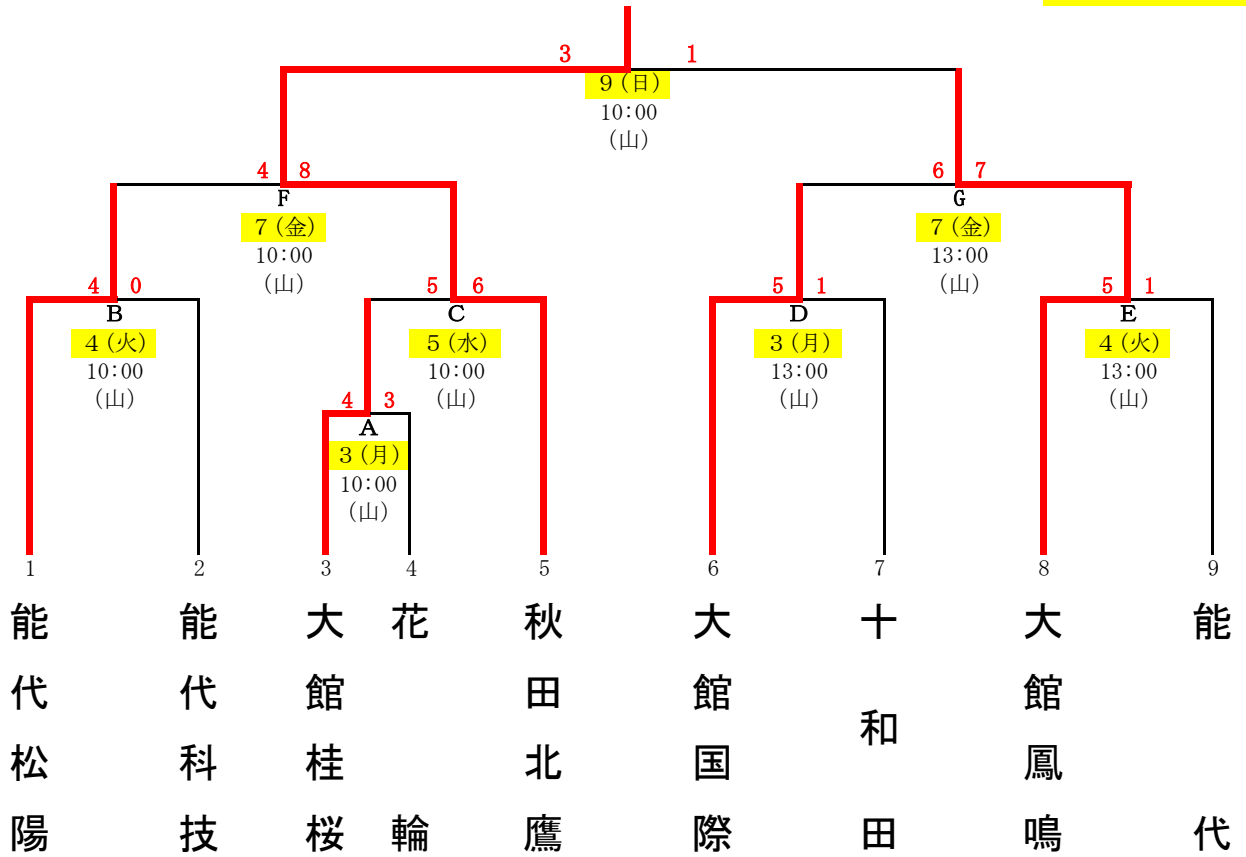 3 1
9(日)
10:00
(山)
4 8
F
7(金)
10:00
(山)
6 7
G
7(金)
13:00
(山)
4 0
B
4(火)
10:00
(山)
5 6
C
5(水)
10:00
(山)
5 1
D
3(月)
13:00
(山)
5 1
E
4(火)
13:00
(山)
4 3
A
3(月)
10:00
(山)
1
2
3
4
5
6
7
8
9
能代松陽
能代科技
大館桂桜
花輪
秋田北鷹
大館国際
十和田
大館鳳鳴
能代